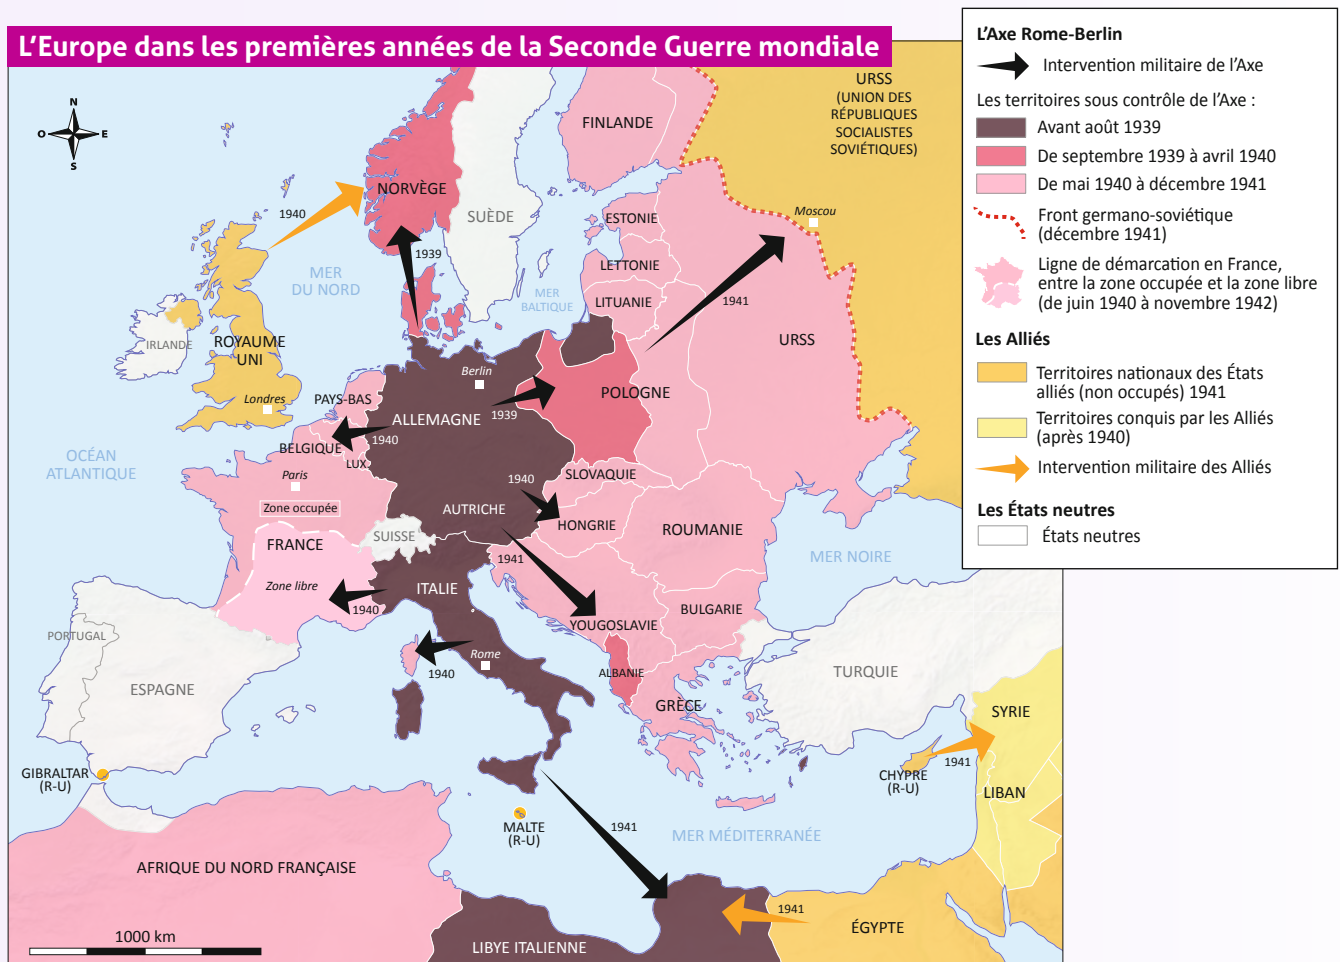 L'Europe dans les premières années de la Seconde Guerre mondiale
N
O
E
S
L'Axe Rome-Berlin
Intervention militaire de l'Axe
Les territoires sous contrôle de l'Axe :
Avant août 1939
De septembre 1939 à avril 1940
De mai 1940 à décembre 1941
Front germano-soviétique
(décembre 1941)
Ligne de démarcation en France,
entre la zone occupée et la zone libre
(de juin 1940 à novembre 1942)
Les Alliés
Territoires nationaux des États
alliés (non occupés) 1941
Territoires conquis par les Alliés
(après 1940)
Intervention militaire des Alliés
Les États neutres
États neutres
URSS
(UNION DES
RÉPUBLIQUES
SOCIALISTES
SOVIÉTIQUES)
FINLANDE
NORVÈGE
SUÈDE
1940
1939
ESTONIE
Moscou
MER
DU NORD
LETTONIE
MER
BALTIQUE
LITUANIE
1941
IRLANDE
ROYAUME
UNI
URSS
Berlin
Londres
PAYS-BAS
POLOGNE
ALLEMAGNE
1939
1940
BELGIQUE
LUX
OCÉAN
ATLANTIQUE
Paris
SLOVAQUIE
1940
Zone occupée
AUTRICHE
HONGRIE
ROUMANIE
SUISSE
FRANCE
MER NOIRE
1941
Zone libre
ITALIE
1940
BULGARIE
YOUGOSLAVIE
PORTUGAL
Rome
1940
ALBANIE
TURQUIE
ESPAGNE
GRÈCE
SYRIE
1941
GIBRALTAR
(R-U)
CHYPRE
(R-U)
LIBAN
MALTE
(R-U)
1941
MER MÉDITERRANÉE
AFRIQUE DU NORD FRANÇAISE
1941
ÉGYPTE
1000 km
LIBYE ITALIENNE